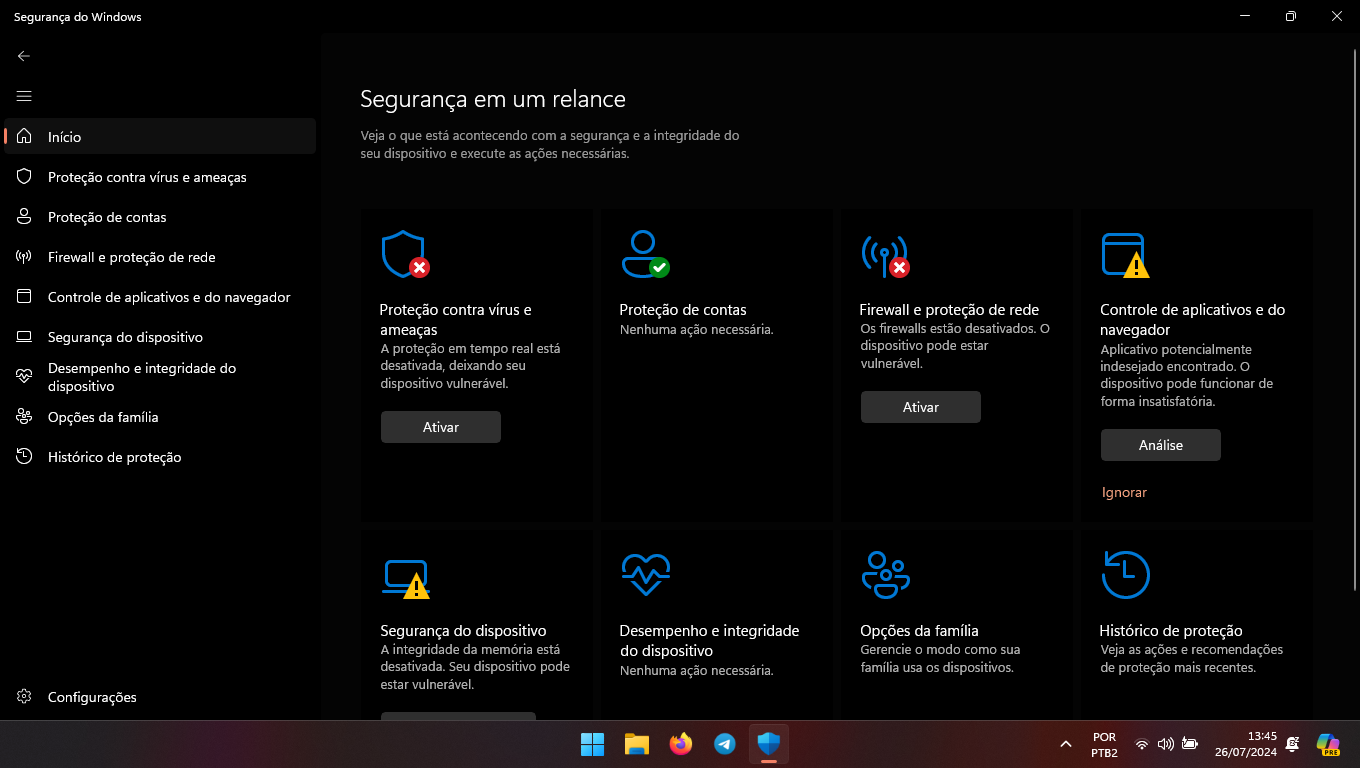 Segurança do Windows
Início
Proteção contra vírus e ameaças
Proteção de contas
Firewall e proteção de rede
Controle de aplicativos e do navegador
Segurança do dispositivo
Desempenho e integridade do
dispositivo
Opções da família
Histórico de proteção
Configurações
Segurança em um relance
Veja o que está acontecendo com a segurança e a integridade do
seu dispositivo e execute as ações necessárias.
Proteção contra vírus e
ameaças
A proteção em tempo real está
desativada, deixando seu
dispositivo vulnerável.
Ativar
Proteção de contas
Nenhuma ação necessária.
Firewall e proteção de rede
Os firewalls estão desativados. O
dispositivo pode estar
vulnerável.
Ativar
Controle de aplicativos e do
navegador
Aplicativo potencialmente
indesejado encontrado. O
dispositivo pode funcionar de
forma insatisfatória.
Análise
Ignorar
Segurança do dispositivo
A integridade da memória está
desativada. Seu dispositivo pode
estar vulnerável.
Desempenho e integridade
do dispositivo
Nenhuma ação necessária.
Opções da família
Gerencie o modo como sua
família usa os dispositivos.
Histórico de proteção
Veja as ações e recomendações
de proteção mais recentes.
POR
PTB2
13:45
26/07/2024
PRE